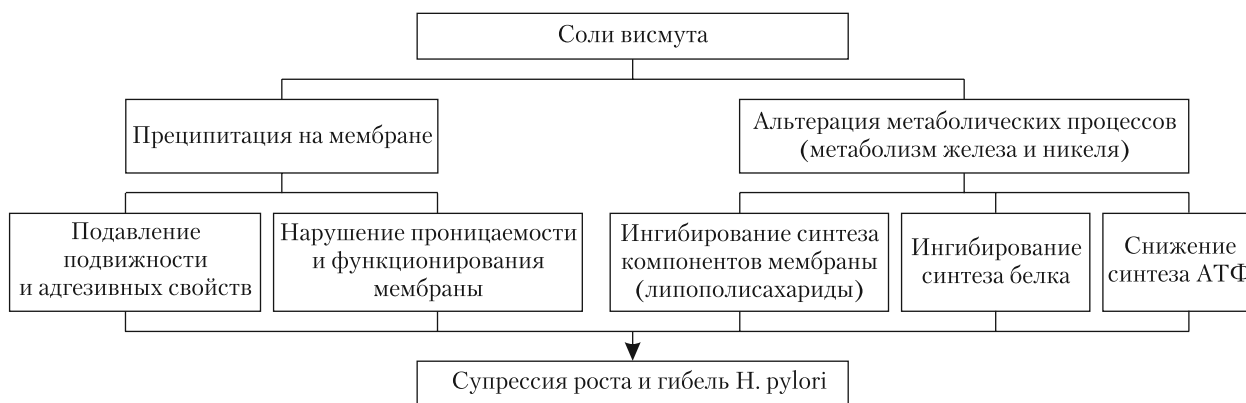 Соли висмута
Преципитация на мембране
Альтерация метаболических процессов
(метаболизм железа и никеля)
Подавление
подвижности
и адгезивных свойств
Нарушение проницаемости
и функционирования
мембраны
Ингибирование синтеза
компонентов мембраны
(липополисахариды)
Ингибирование
синтеза белка
Снижение
синтеза АТФ
Супрессия роста и гибель H. pylori